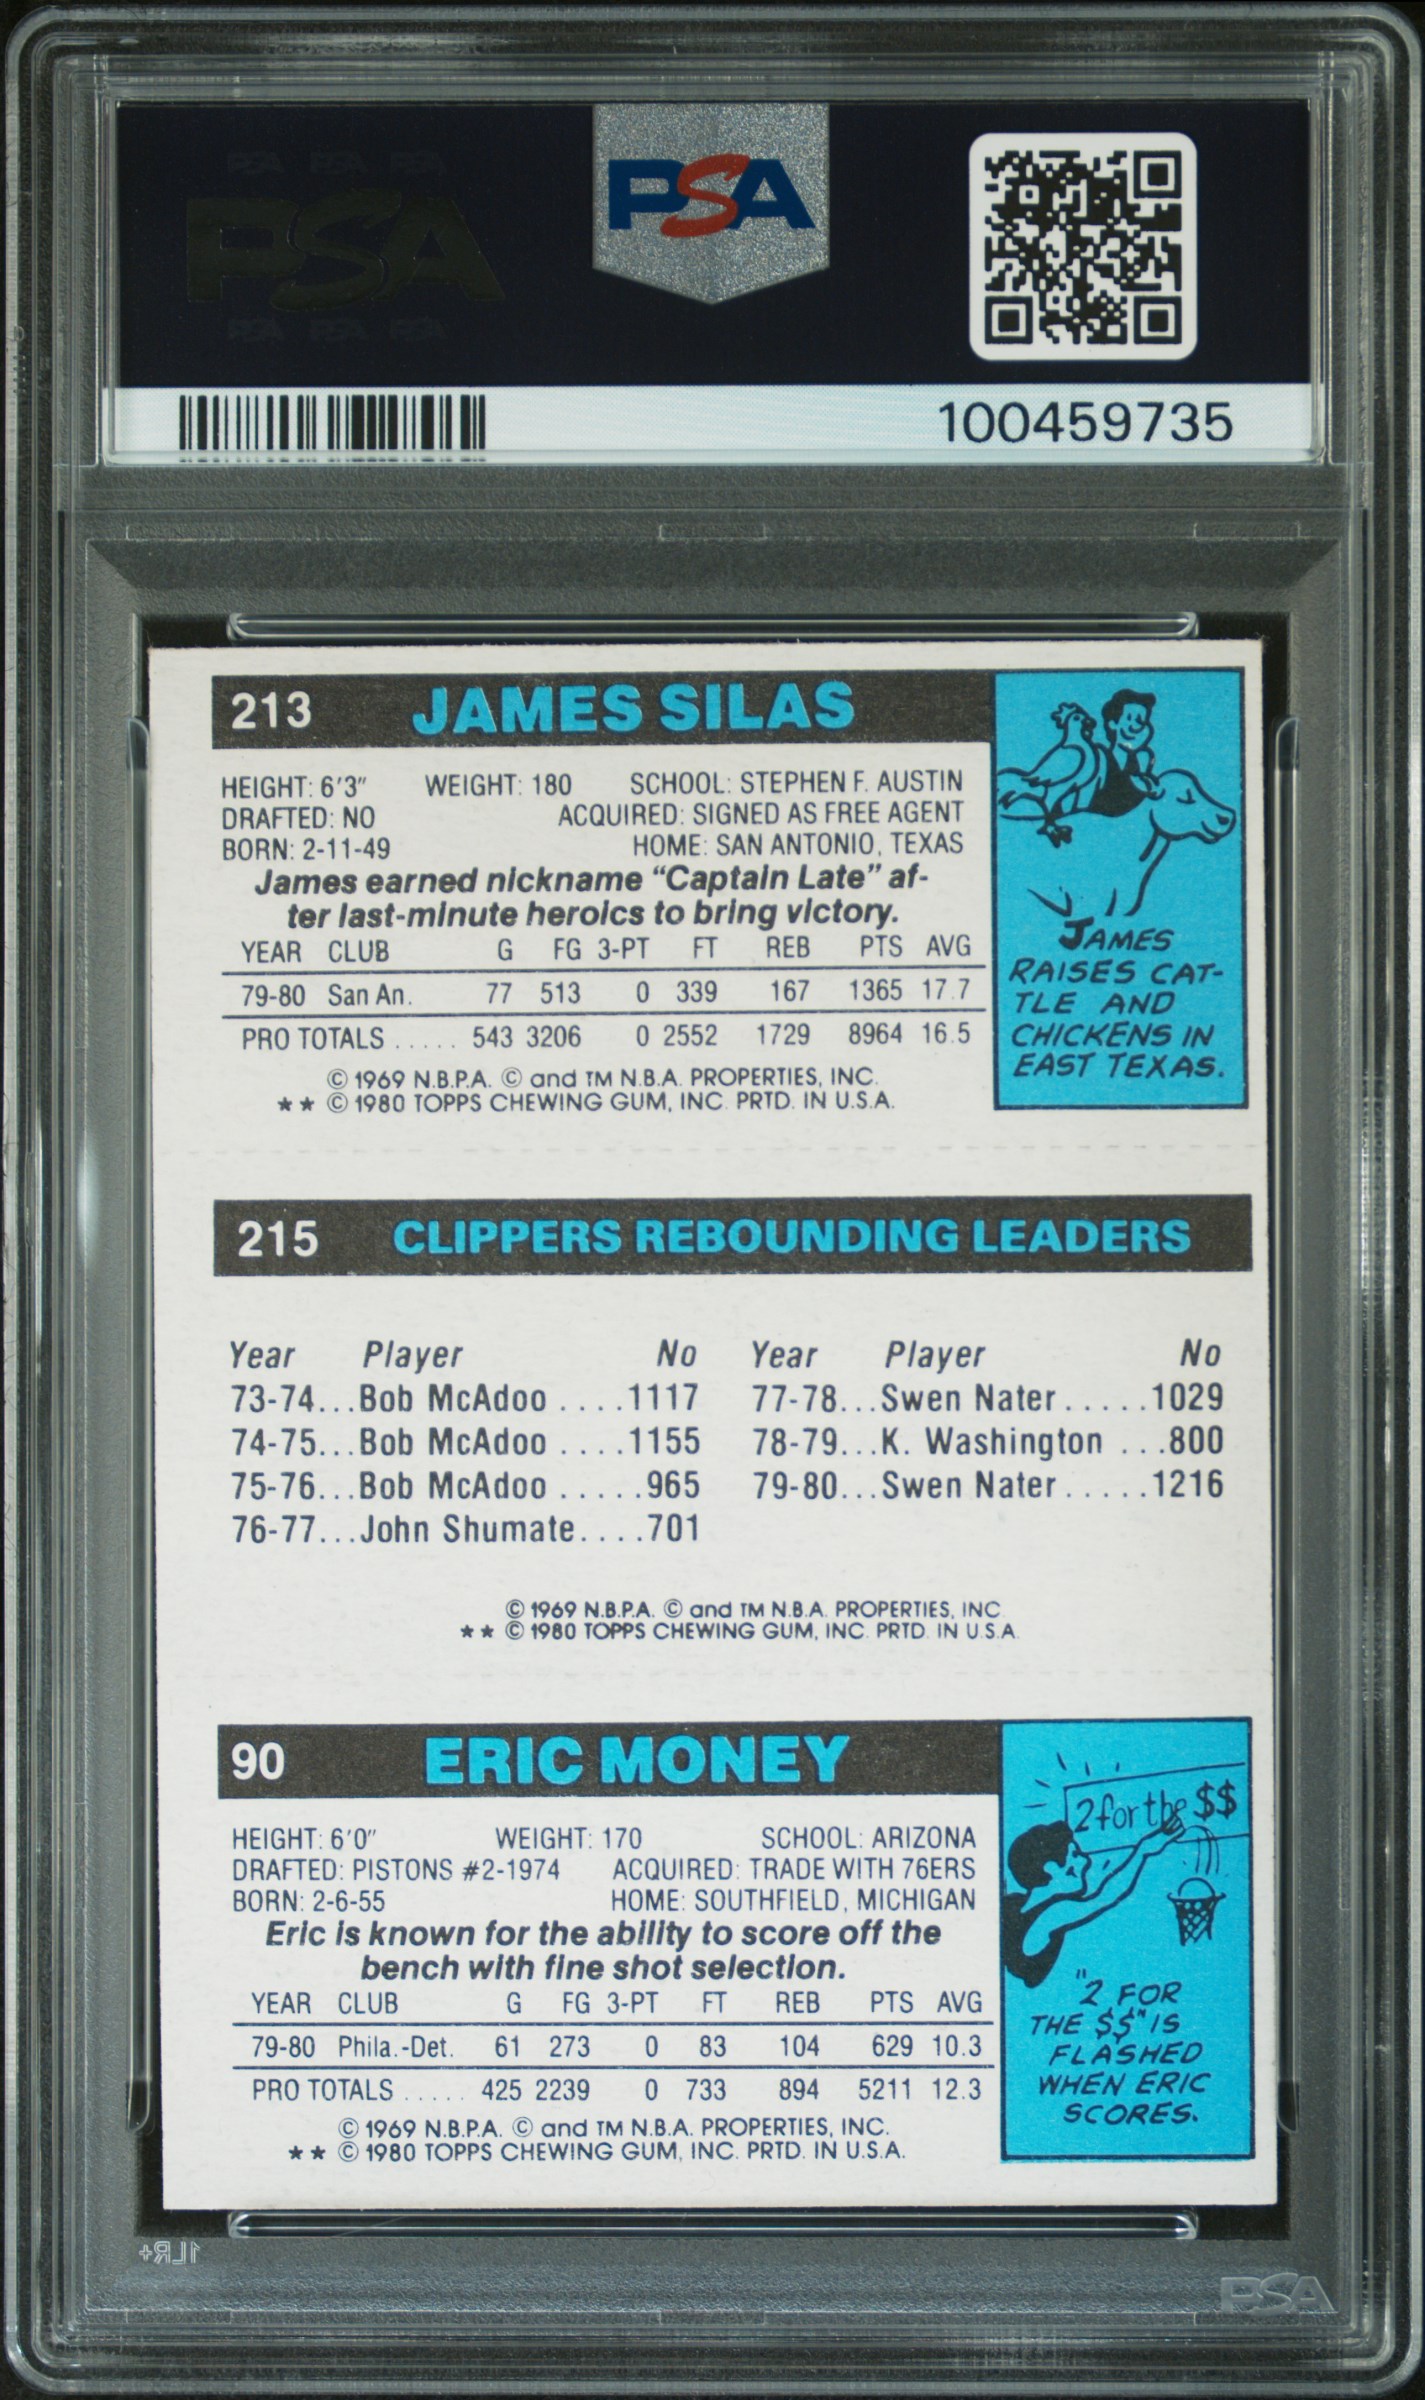 PSA PSA PSA
PSA
PSA PSA PSA
PSA
100459735
213 JAMES SILAS
HEIGHT: 6'3" WEIGHT: 180 SCHOOL: STEPHEN F. AUSTIN
DRAFTED: NO ACQUIRED: SIGNED AS FREE AGENT
BORN: 2-11-49 HOME: SAN ANTONIO, TEXAS
James earned nickname “Captain Late” af-
ter last-minute heroics to bring victory.
YEAR CLUB G FG 3-PT FT REB PTS AVG
79-80 San An. 77 513 0 339 167 1365 17.7
PRO TOTALS ..... 543 3206 0 2552 1729 8964 16.5
© 1969 N.B.P.A. © and TM N.B.A. PROPERTIES, INC.
** © 1980 TOPPS CHEWING GUM, INC. PRTD. IN U.S.A.
JAMES
RAISES CAT-
TLE AND
CHICKENS IN
EAST TEXAS.
215 CLIPPERS REBOUNDING LEADERS
Year Player No Year Player No
73-74...Bob McAdoo ....1117 77-78...Swen Nater.....1029
74-75...Bob McAdoo ....1155 78-79...K. Washington ...800
75-76...Bob McAdoo .....965 79-80...Swen Nater.....1216
76-77...John Shumate....701
© 1969 N.B.P.A. © and TM N.B.A. PROPERTIES, INC.
** © 1980 TOPPS CHEWING GUM, INC. PRTD. IN U.S.A.
90 ERIC MONEY
HEIGHT: 6'0" WEIGHT: 170 SCHOOL: ARIZONA
DRAFTED: PISTONS #2-1974 ACQUIRED: TRADE WITH 76ERS
BORN: 2-6-55 HOME: SOUTHFIELD, MICHIGAN
Eric is known for the ability to score off the
bench with fine shot selection.
YEAR CLUB G FG 3-PT FT REB PTS AVG
79-80 Phila.-Det. 61 273 0 83 104 629 10.3
PRO TOTALS ..... 425 2239 0 733 894 5211 12.3
© 1969 N.B.P.A. © and TM N.B.A. PROPERTIES, INC.
** © 1980 TOPPS CHEWING GUM, INC. PRTD. IN U.S.A.
2 for the $$
"2 FOR
THE $$" IS
FLASHED
WHEN ERIC
SCORES.
1LR+
PSA